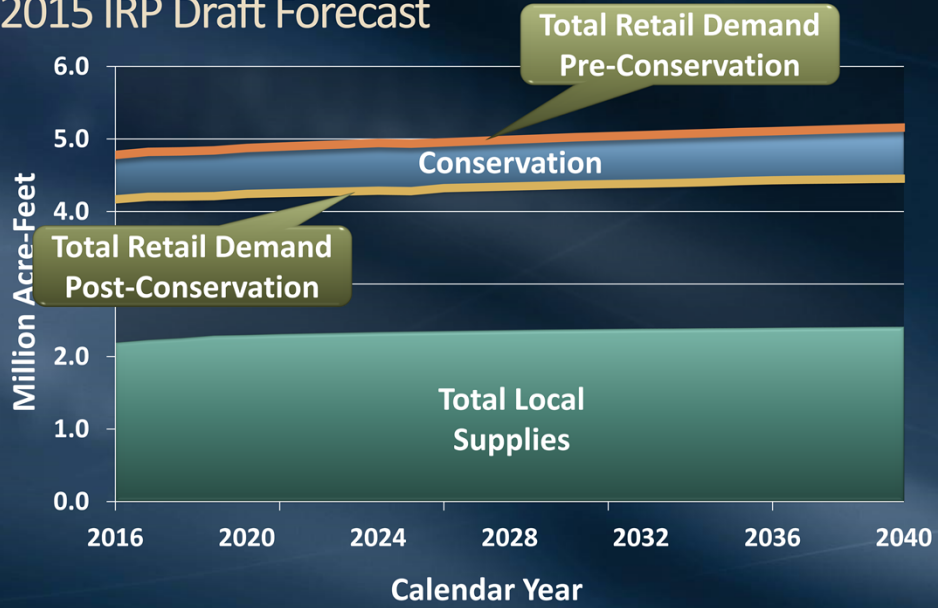 2015 IRP Draft Forecast
Total Retail Demand
Pre-Conservation
6.0
5.0
Conservation
4.0
Total Retail Demand
Post-Conservation
Million Acre-Feet
2.0
Total Local
Supplies
1.0
0.0
2016 2020 2024 2028 2032 2036 2040
Calendar Year